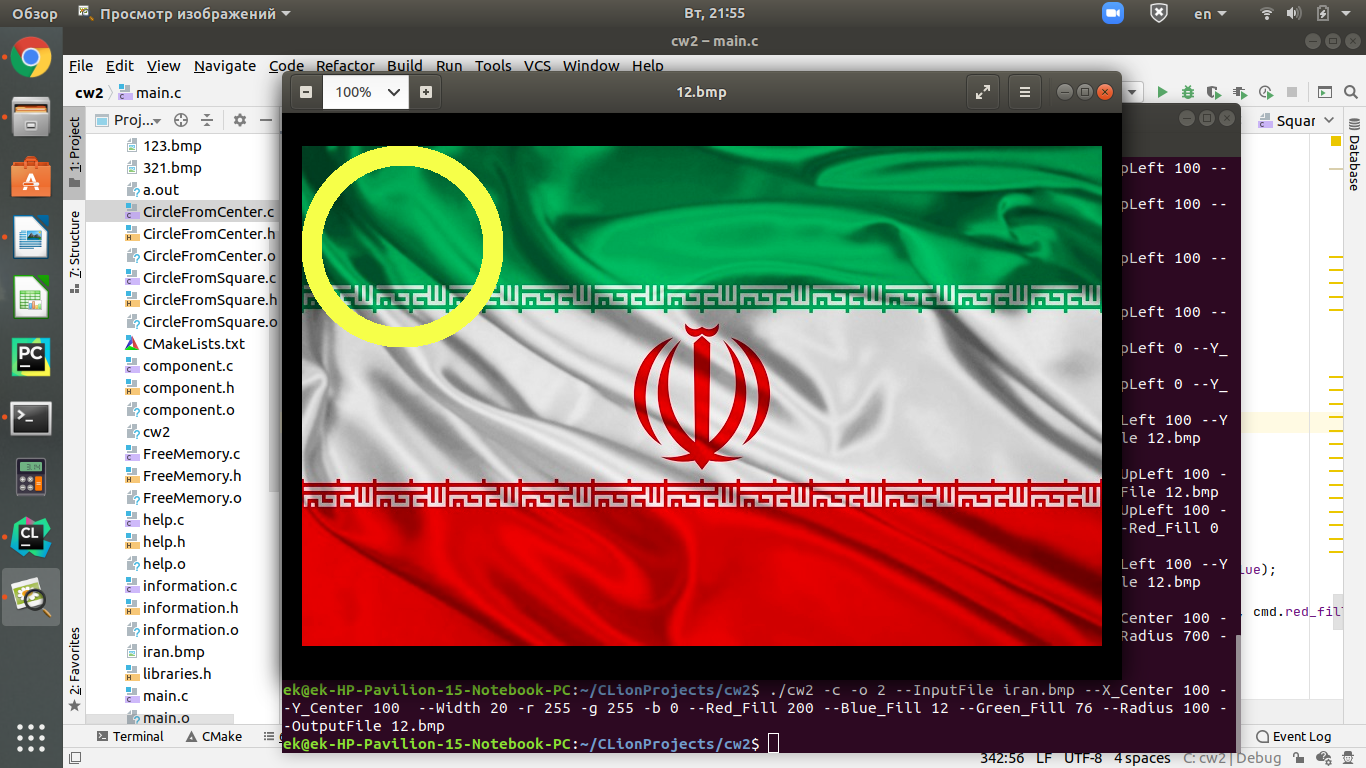 Обзор
Просмотр изображений
Вт, 21:55
en
cw2 – main.c
File Edit View Navigate Code Refactor Build Run Tools VCS Window Help
cw2
main.c
100%
12.bmp
Proj...
Squar
1: Project
7: Structure
2: Favorites
Database
123.bmp
321.bmp
a.out
CircleFromCenter.c
CircleFromCenter.h
CircleFromCenter.o
CircleFromSquare.c
CircleFromSquare.h
CircleFromSquare.o
CMakeLists.txt
component.c
component.h
component.o
cw2
FreeMemory.c
FreeMemory.h
FreeMemory.o
help.c
help.h
help.o
information.c
information.h
information.o
iran.bmp
libraries.h
main.c
main.o
pLeft 100 --
pLeft 100 --
pLeft 100 --
pLeft 100 --
pLeft 0 --Y_
pLeft 0 --Y_
Left 100 --Y
le 12.bmp
UpLeft 100 -
File 12.bmp
UpLeft 100 -
-Red_Fill 0
Left 100 --Y
le 12.bmp
Center 100 -
Radius 700 -
lue);
, cmd.red_fil
ek@ek-HP-Pavilion-15-Notebook-PC:~/CLionProjects/cw2$ ./cw2 -c -o 2 --InputFile iran.bmp --X_Center 100 -
-Y_Center 100  --Width 20 -r 255 -g 255 -b 0 --Red_Fill 200 --Blue_Fill 12 --Green_Fill 76 --Radius 100 -
-OutputFile 12.bmp
ek@ek-HP-Pavilion-15-Notebook-PC:~/CLionProjects/cw2$
Terminal
CMake
Event Log
342:56 LF UTF-8 4 spaces C: cw2 | Debug